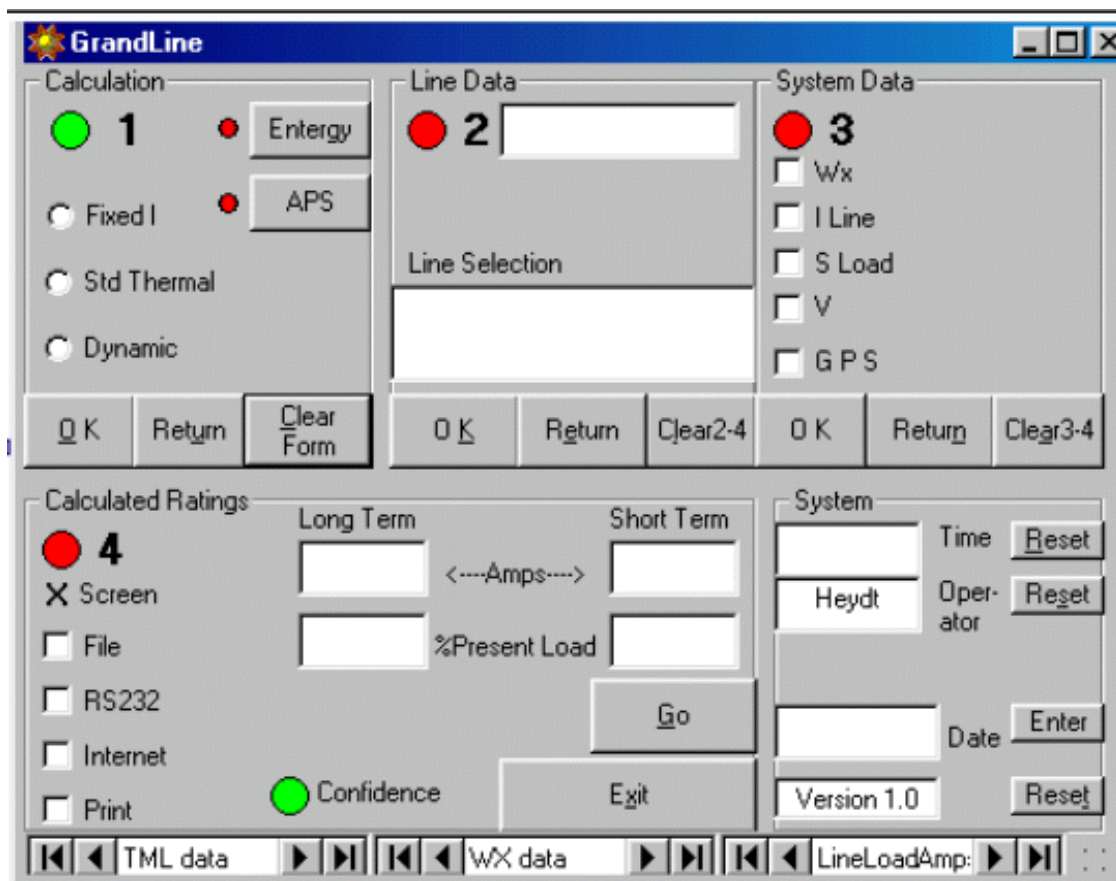 GrandLine
Calculation
1
Entergy
APS
Fixed I
Std Thermal
Dynamic
O K
Return
Clear
Form
Line Data
2
Line Selection
O K
Return
Clear2-4
System Data
3
Wx
I Line
S Load
V
G P S
O K
Return
Clear3-4
Calculated Ratings
4
X Screen
File
RS232
Internet
Print
Long Term
Short Term
<----Amps---->
%Present Load
Go
Confidence
Exit
System
Time
Reset
Heydt
Oper-
ator
Reset
Date
Enter
Version 1.0
Reset
TML data
WX data
LineLoadAmp